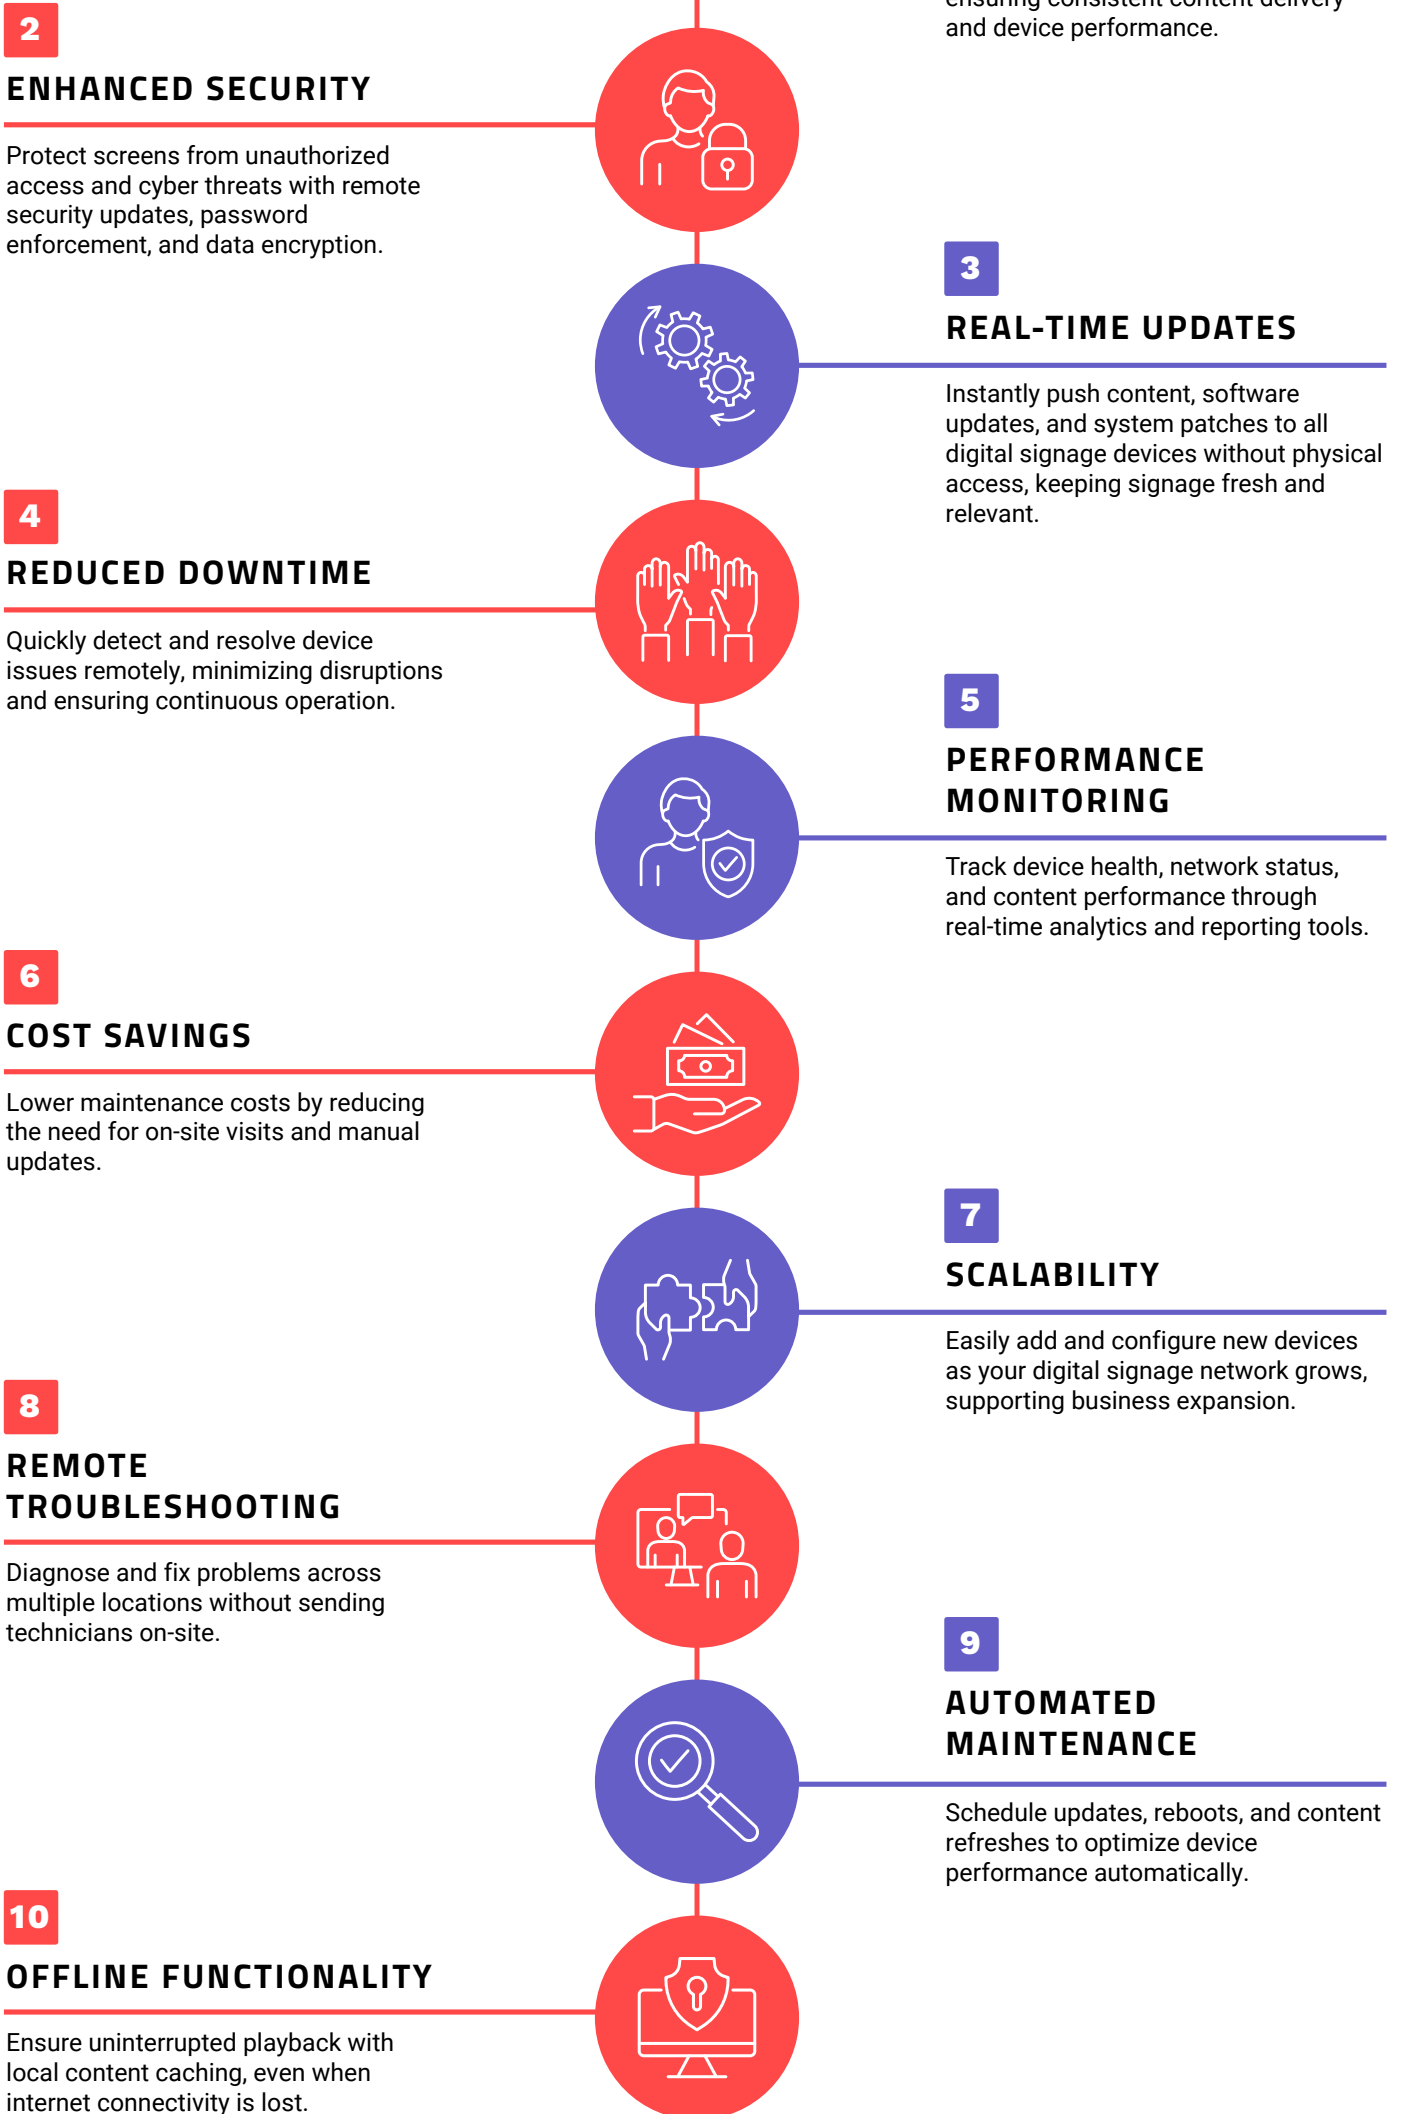 ensuring consistent content delivery
and device performance.
2
ENHANCED SECURITY
Protect screens from unauthorized
access and cyber threats with remote
security updates, password
enforcement, and data encryption.
3
REAL-TIME UPDATES
Instantly push content, software
updates, and system patches to all
digital signage devices without physical
access, keeping signage fresh and
relevant.
4
REDUCED DOWNTIME
Quickly detect and resolve device
issues remotely, minimizing disruptions
and ensuring continuous operation.
5
PERFORMANCE
MONITORING
Track device health, network status,
and content performance through
real-time analytics and reporting tools.
6
COST SAVINGS
Lower maintenance costs by reducing
the need for on-site visits and manual
updates.
7
SCALABILITY
Easily add and configure new devices
as your digital signage network grows,
supporting business expansion.
8
REMOTE
TROUBLESHOOTING
Diagnose and fix problems across
multiple locations without sending
technicians on-site.
9
AUTOMATED
MAINTENANCE
Schedule updates, reboots, and content
refreshes to optimize device
performance automatically.
10
OFFLINE FUNCTIONALITY
Ensure uninterrupted playback with
local content caching, even when
internet connectivity is lost.